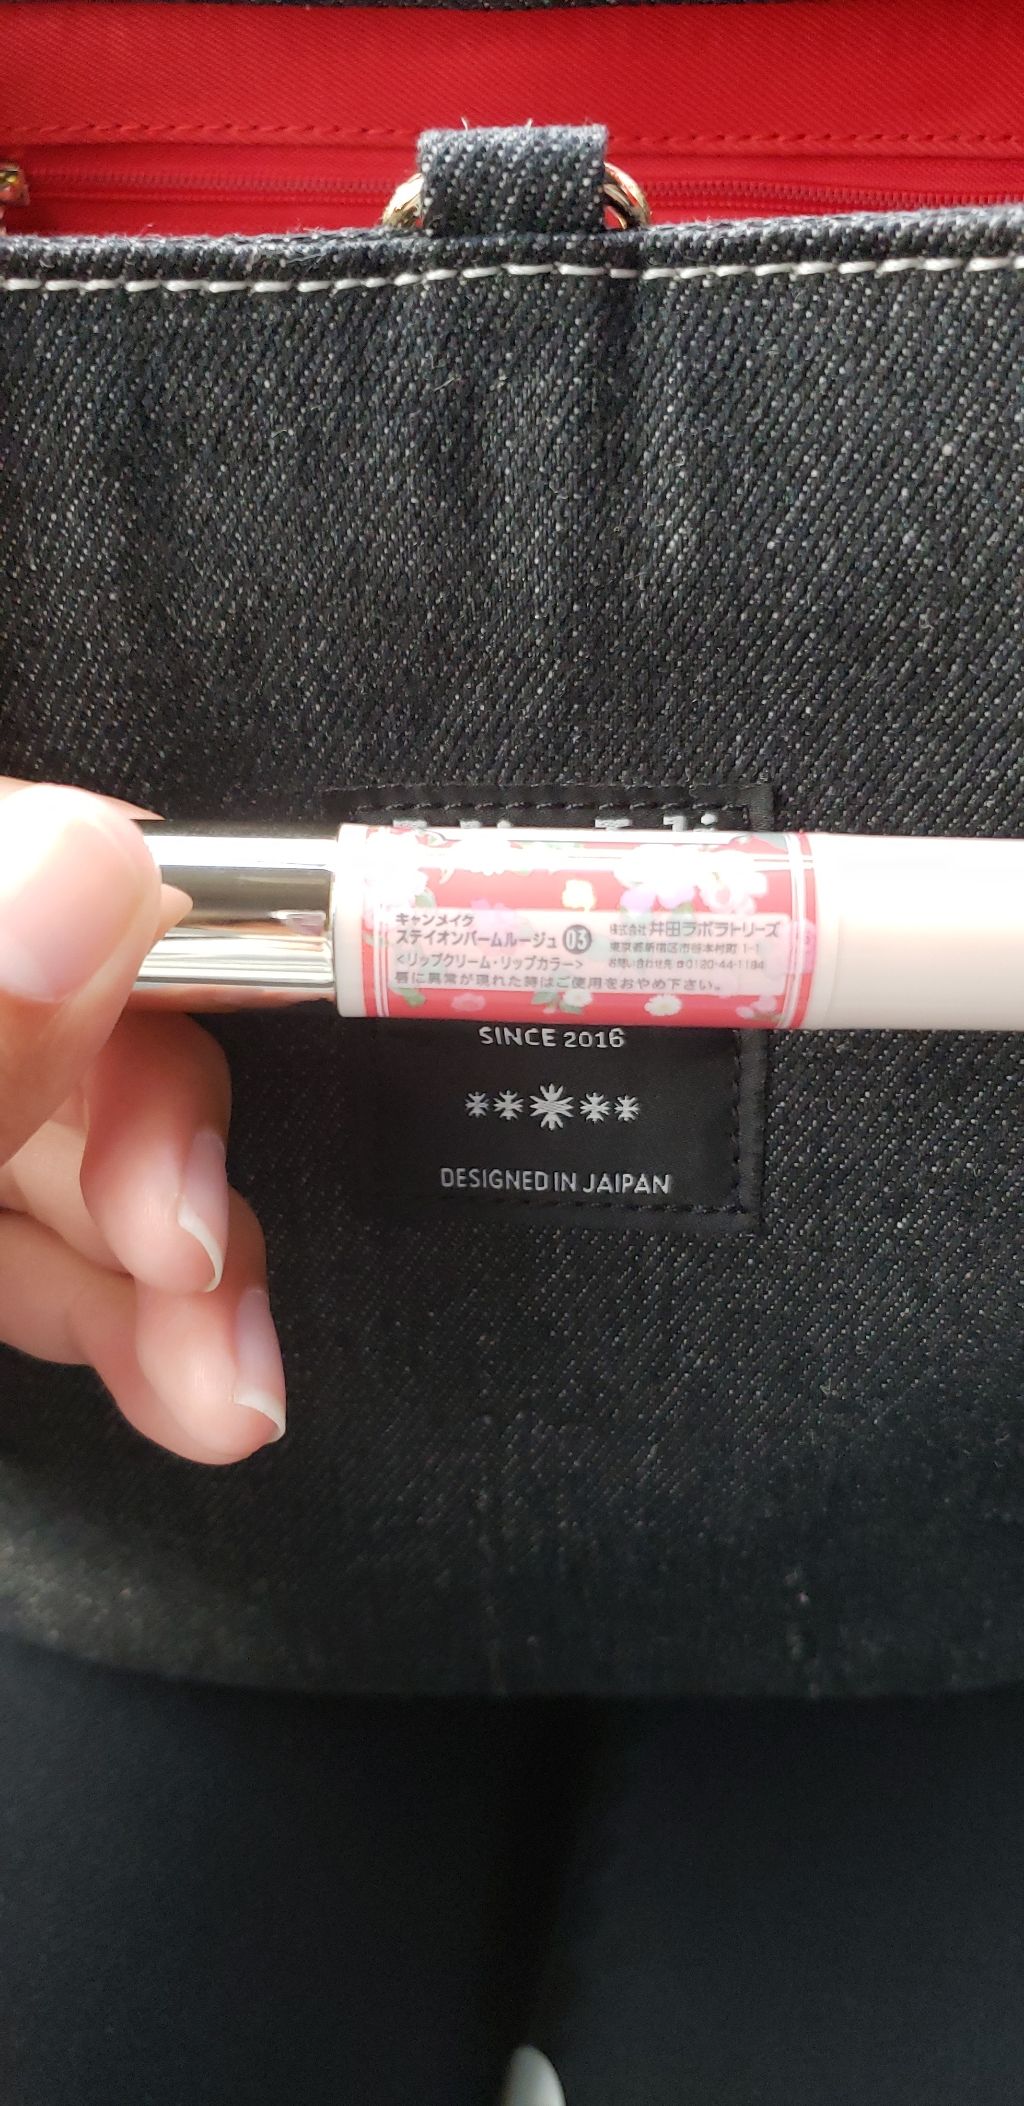 キャンメイク
ステイオンバームルージュ 03
<リップクリーム・リップカラー>
唇に異常が現れた時はご使用をおやめ下さい。
株式会社 井田ラボラトリーズ
東京都新宿区市谷本村町 1-1
お問い合わせ先 ☎0120-44-1184
SINCE 2016
DESIGNED IN JAIPAN